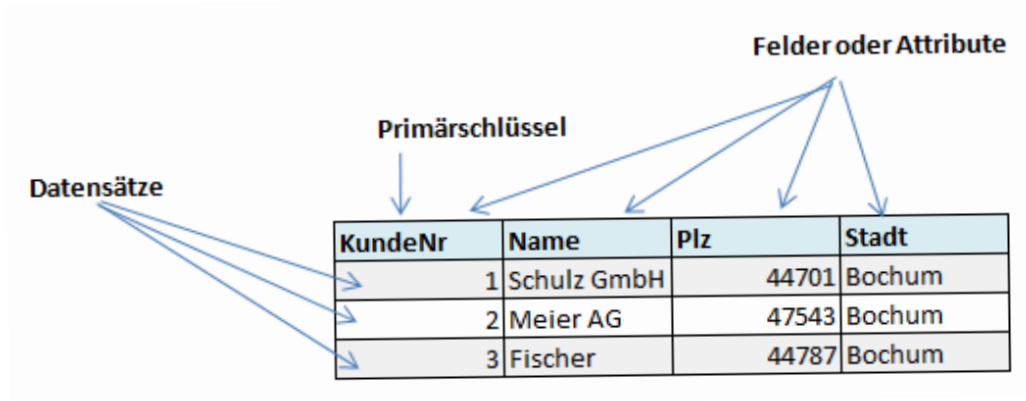 Felder oder Attribute
Primärschlüssel
Datensätze
KundeNr Name Plz Stadt
1 Schulz GmbH 44701 Bochum
2 Meier AG 47543 Bochum
3 Fischer 44787 Bochum